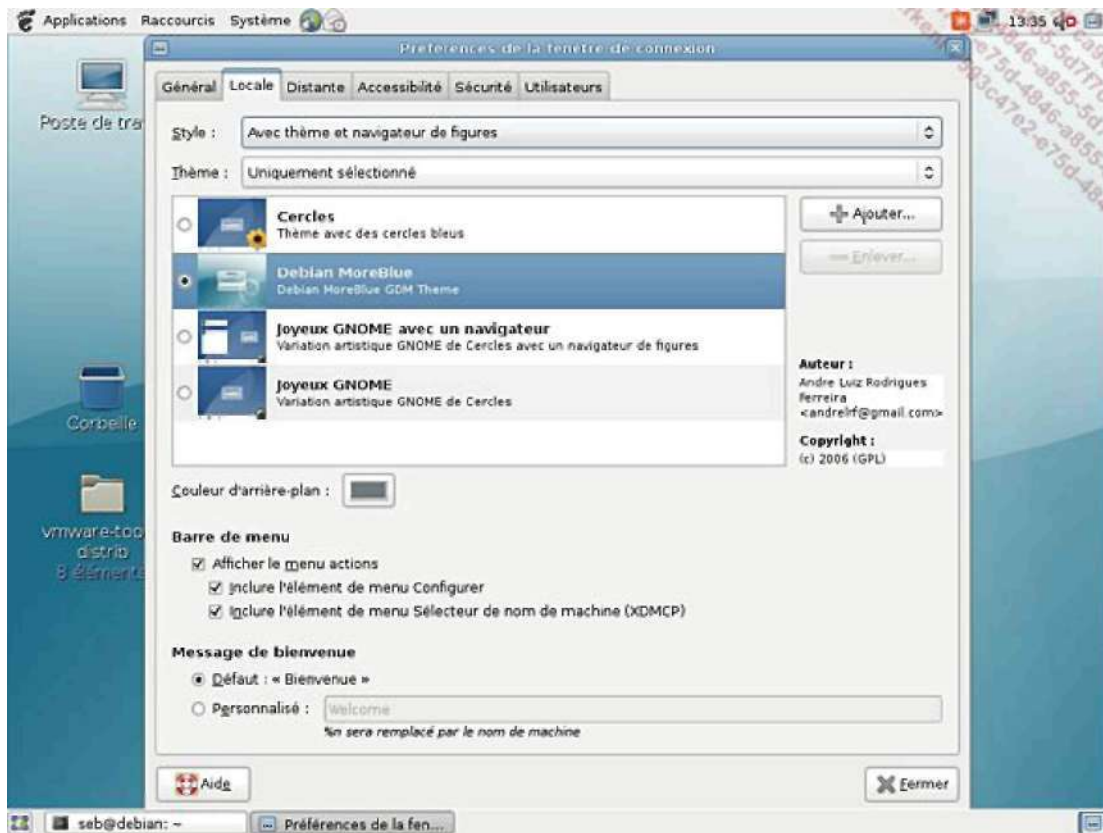 Applications Raccourcis Système
13:35
Préférences de la fenêtre de connexion
Général Locale Distante Accessibilité Sécurité Utilisateurs
Poste de tra
Style : Avec thème et navigateur de figures
Thème : Uniquement sélectionné
Cercles
Thème avec des cercles bleus
Ajouter...
Enlever...
Debian MoreBlue
Debian MoreBlue GDM Theme
Joyeux GNOME avec un navigateur
Variation artistique GNOME de Cercles avec un navigateur de figures
Joyeux GNOME
Variation artistique GNOME de Cercles
Auteur :
Andre Luiz Rodrigues
Ferreira
<andrelrf@gmail.com>
Copyright :
(c) 2006 (GPL)
Corbeille
Couleur d'arrière-plan :
vmware-too
distrib
8 éléments
Barre de menu
Afficher le menu actions
Inclure l'élément de menu Configurer
Inclure l'élément de menu Sélecteur de nom de machine (XDMCP)
Message de bienvenue
Défaut : « Bienvenue »
Personnalisé : Welcome
%n sera remplacé par le nom de machine
Aide
Fermer
seb@debian: ~
Préférences de la fen...